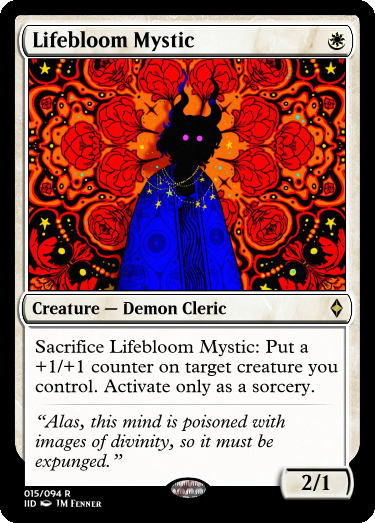 Lifebloom Mystic
Creature — Demon Cleric
Sacrifice Lifebloom Mystic: Put a
+1/+1 counter on target creature you
control. Activate only as a sorcery.
“Alas, this mind is poisoned with
images of divinity, so it must be
expunged.”
2/1
015/094 R
IID JM Fenner